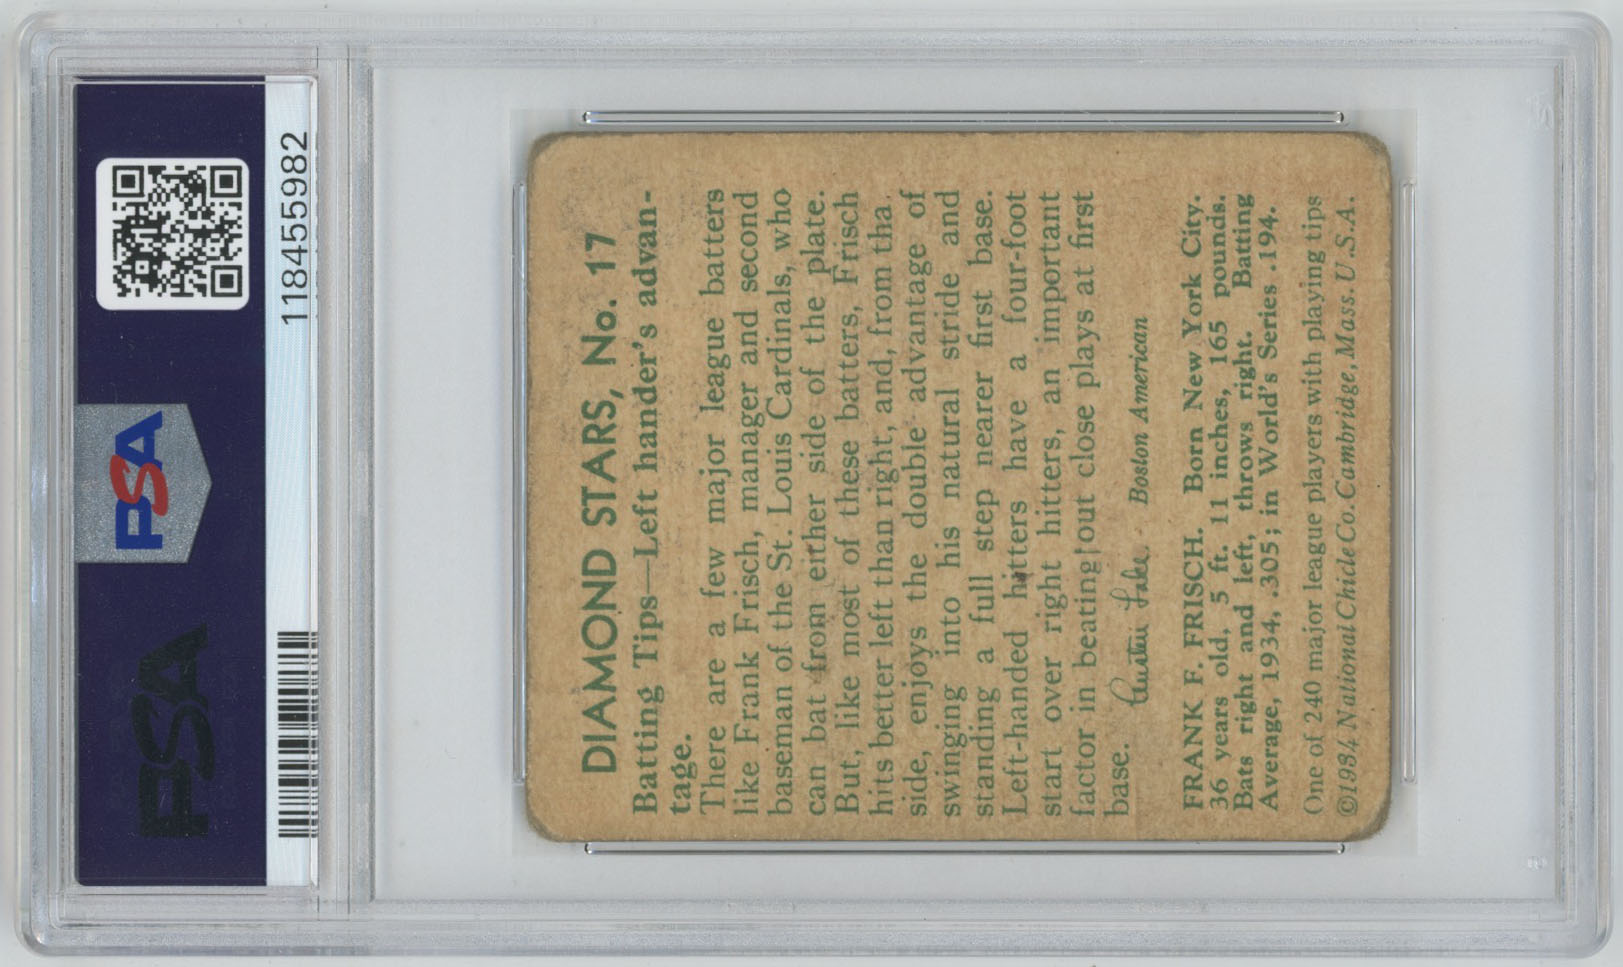 PSA
PSA
118455982
DIAMOND STARS, No. 17
Batting Tips—Left hander's advan-
tage.
There are a few major league batters
like Frank Frisch, manager and second
baseman of the St. Louis Cardinals, who
can bat from either side of the plate.
But, like most of these batters, Frisch
hits better left than right, and, from tha
side, enjoys the double advantage of
swinging into his natural stride and
standing a full step nearer first base.
Left-handed hitters have a four-foot
start over right hitters, an important
factor in beating out close plays at first
base. Austen Lake - Boston American
FRANK F. FRISCH. Born New York City.
36 years old, 5 ft. 11 inches, 165 pounds.
Bats right and left, throws right. Batting
Average, 1934, .305; in World's Series .194.
One of 240 major league players with playing tips
©1934 National Chicle Co. Cambridge, Mass. U.S.A.